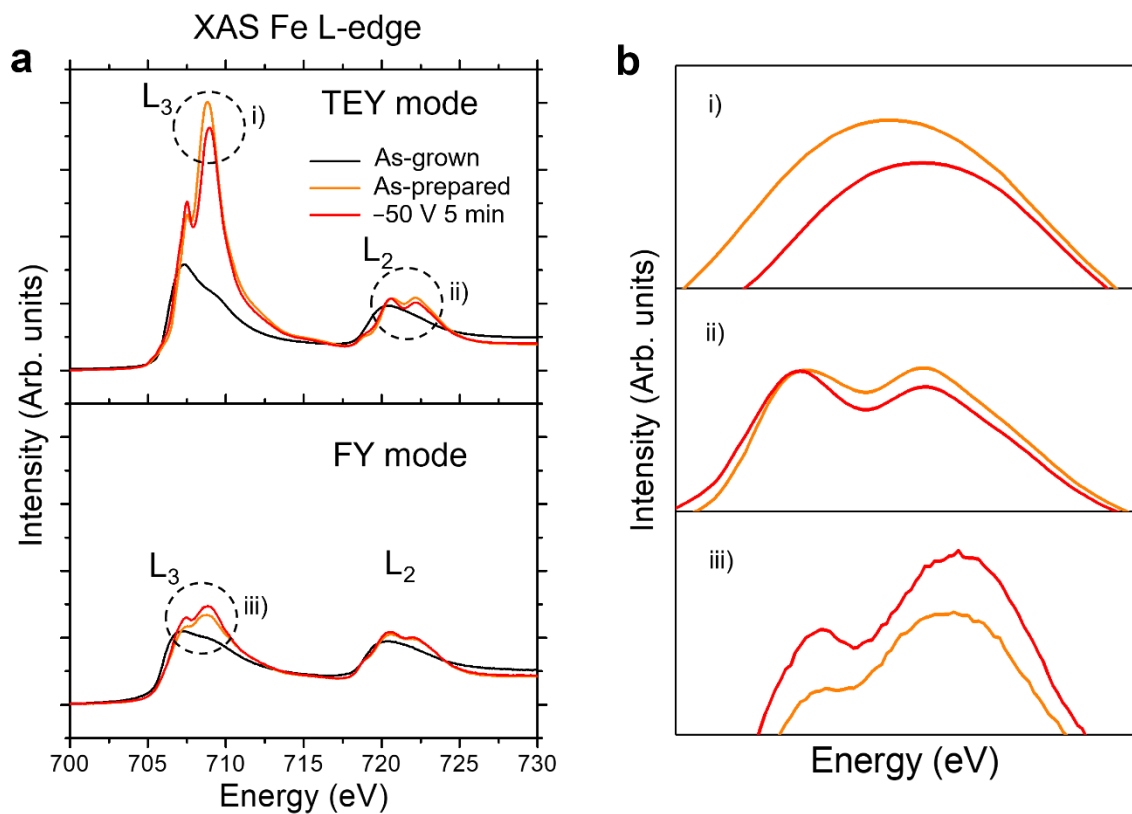 XAS Fe L-edge
a
TEY mode
L₃
i)
As-grown
As-prepared
−50 V 5 min
L₂
ii)
FY mode
L₃
iii)
L₂
Intensity (Arb. units)
700 705 710 715 720 725 730
Energy (eV)
b
i)
ii)
iii)
Intensity (Arb. units)
Energy (eV)